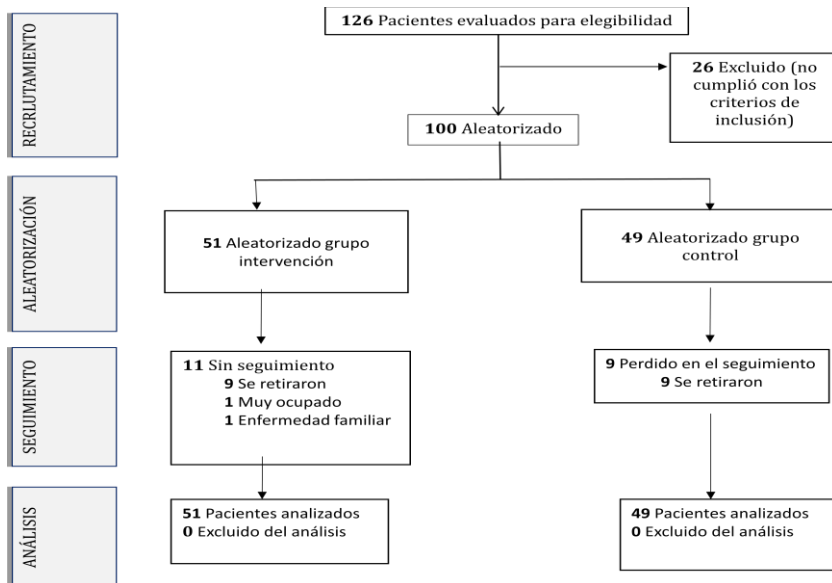 126 Pacientes evaluados para elegibilidad
RECRLUTAMIENTO
26 Excluido (no
cumplió con los
criterios de
inclusión)
100 Aleatorizado
ALEATORIZACIÓN
51 Aleatorizado grupo
intervención
49 Aleatorizado grupo
control
SEGUIMIENTO
11 Sin seguimiento
9 Se retiraron
1 Muy ocupado
1 Enfermedad familiar
9 Perdido en el seguimiento
9 Se retiraron
ANÁLISIS
51 Pacientes analizados
0 Excluido del análisis
49 Pacientes analizados
0 Excluido del análisis